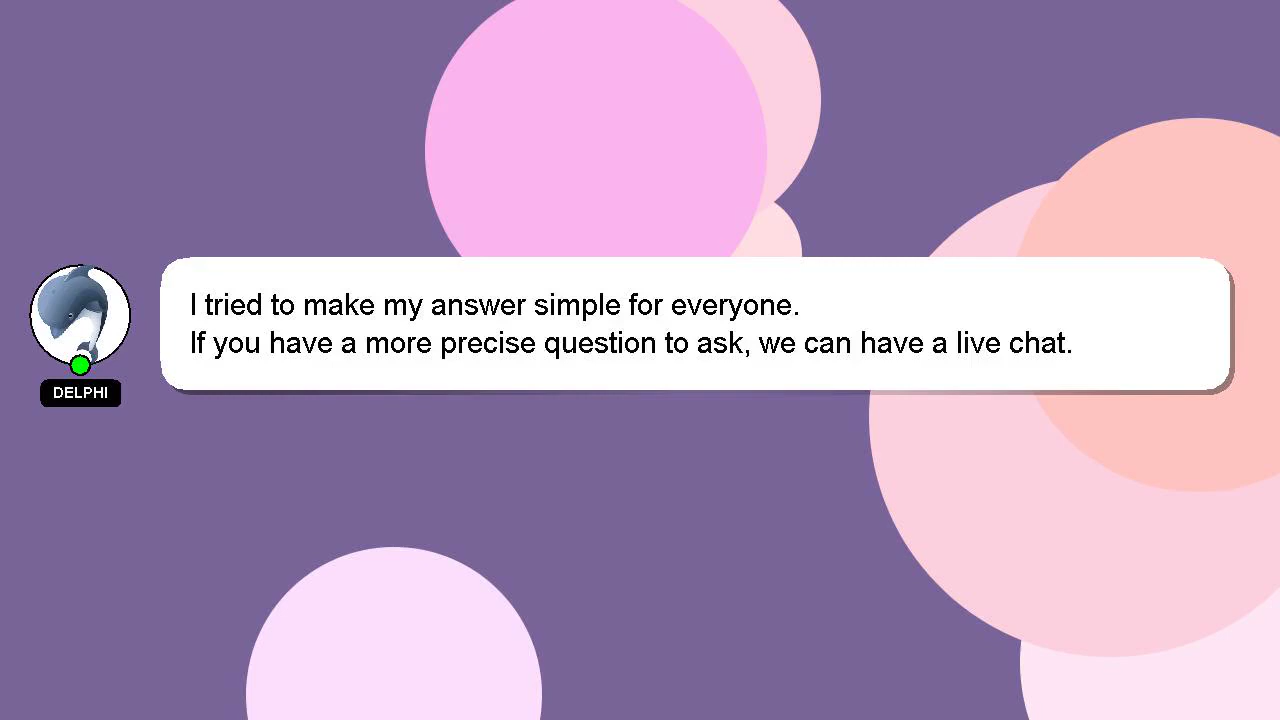 I tried to make my answer simple for everyone.
If you have a more precise question to ask, we can have a live chat.
DELPHI